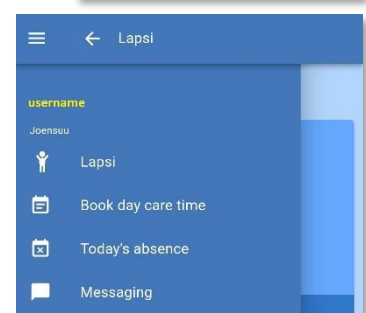 Lapsi
username
Joensuu
Lapsi
Book day care time
Today's absence
Messaging